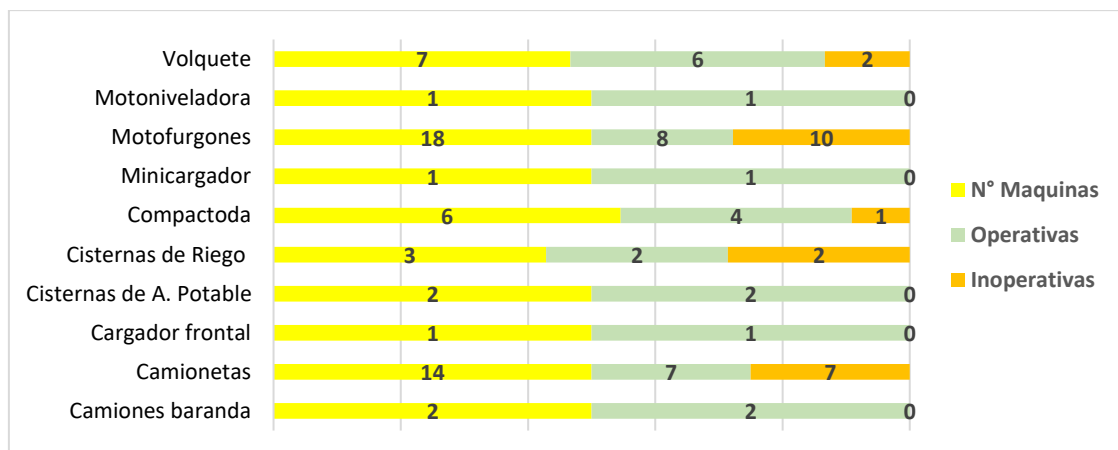 Volquete 7 6 2
Motoniveladora 1 1 0
Motofurgones 18 8 10
Minicargador 1 1 0
Compactoda 6 4 1
Cisternas de Riego 3 2 2
Cisternas de A. Potable 2 2 0
Cargador frontal 1 1 0
Camionetas 14 7 7
Camiones baranda 2 2 0
N° Maquinas
Operativas
Inoperativas